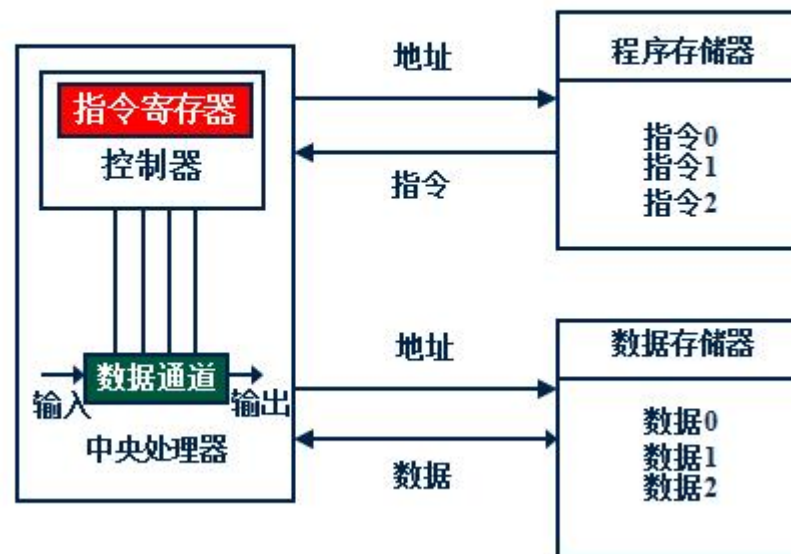 地址
程序存储器
指令寄存器
控制器
指令
指令0
指令1
指令2
地址
数据存储器
数据通道
输入
输出
中央处理器
数据
数据0
数据1
数据2